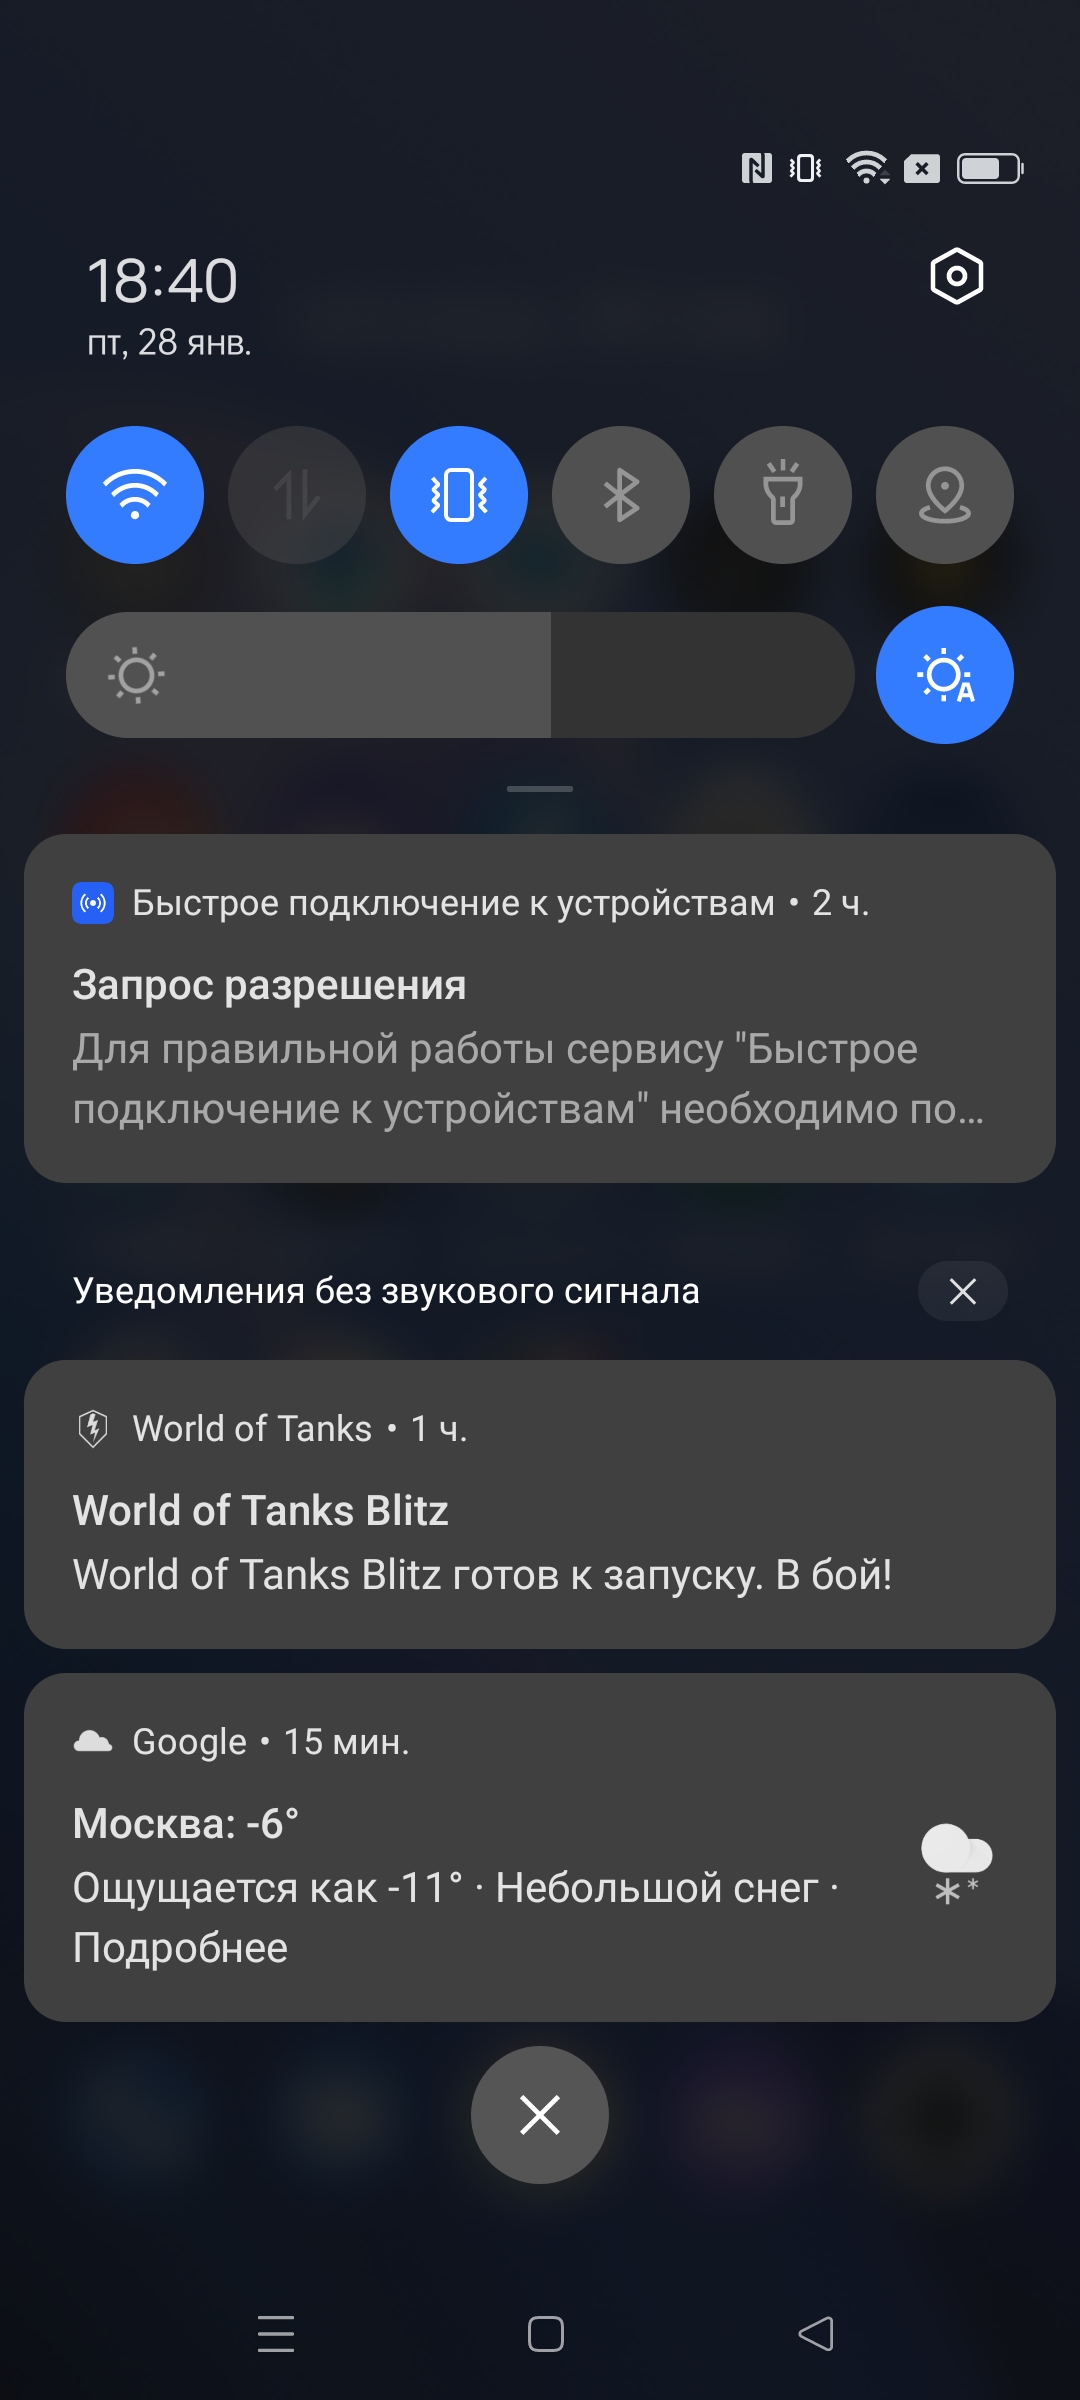 18:40
пт, 28 янв.
Быстрое подключение к устройствам • 2 ч.
Запрос разрешения
Для правильной работы сервису "Быстрое
подключение к устройствам" необходимо по...
Уведомления без звукового сигнала
World of Tanks • 1 ч.
World of Tanks Blitz
World of Tanks Blitz готов к запуску. В бой!
Google • 15 мин.
Москва: -6°
Ощущается как -11° · Небольшой снег ·
Подробнее